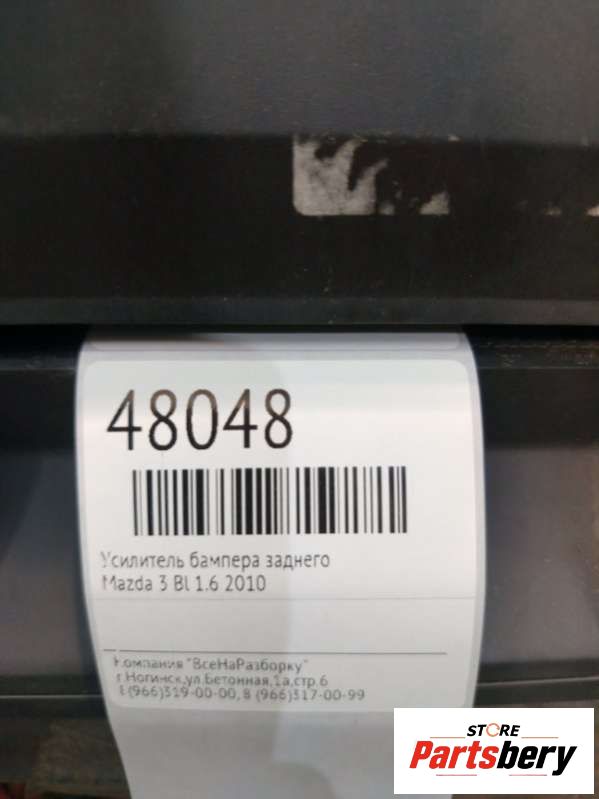 48048
Усилитель бампера заднего
Mazda 3 Bl 1.6 2010
Компания "ВсеНаРазборку"
г.Ногинск,ул.Бетонная,1а,стр.6
8(966)319-00-00, 8 (966)317-00-99
STORE
Partsbery